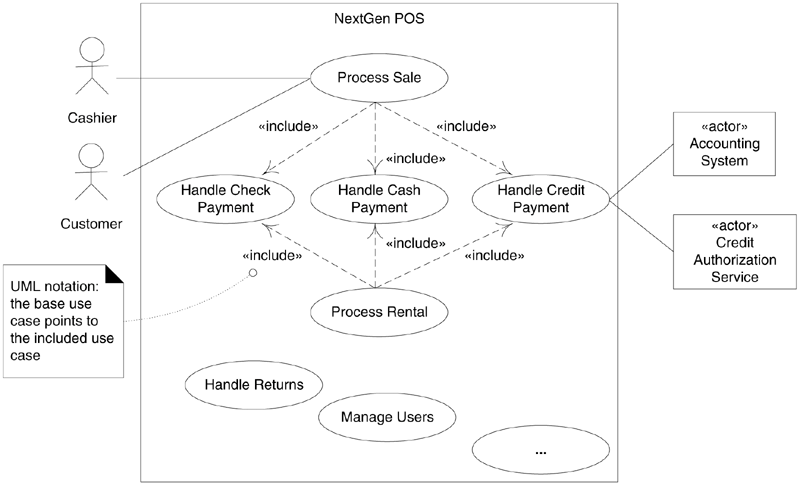 NextGen POS
Process Sale
Cashier
«include»
«include»
«include»
«actor»
Accounting
System
Customer
Handle Check
Payment
Handle Cash
Payment
Handle Credit
Payment
«actor»
Credit
Authorization
Service
«include»
«include»
«include»
UML notation:
the base use
case points to
the included use
case
Process Rental
Handle Returns
Manage Users
...